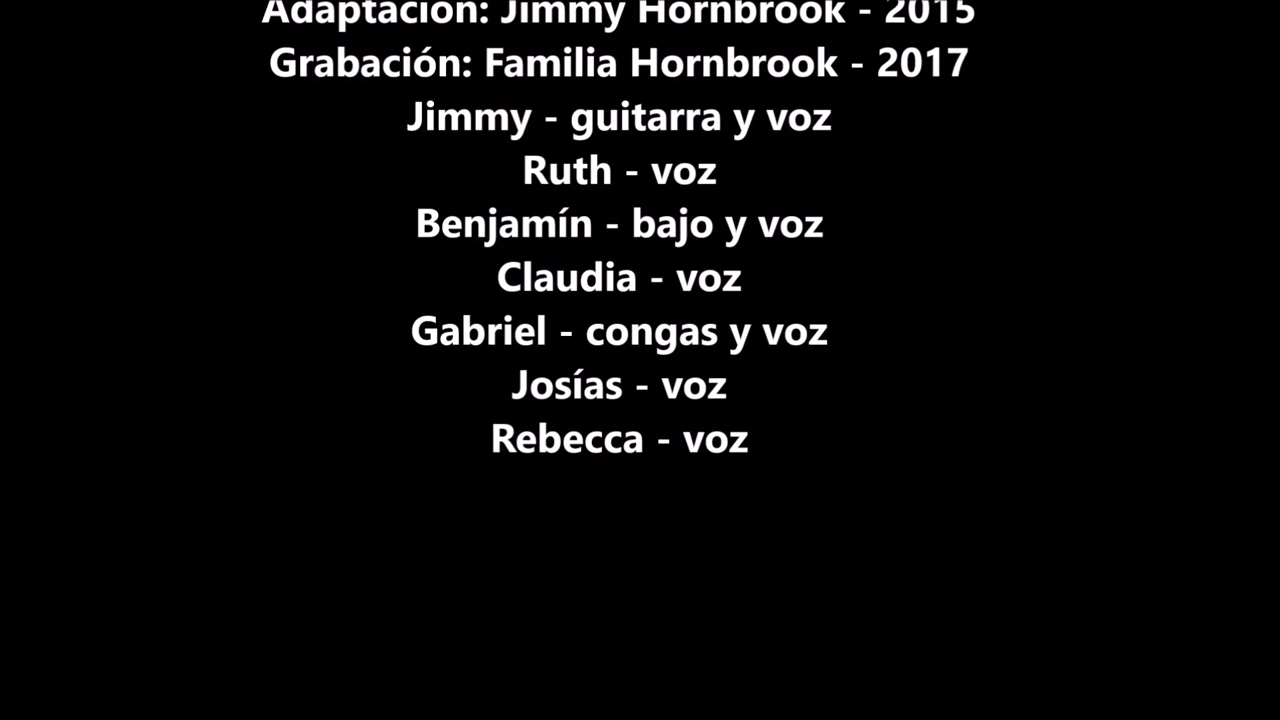 Adaptación: Jimmy Hornbrook - 2015
Grabación: Familia Hornbrook - 2017
Jimmy - guitarra y voz
Ruth - voz
Benjamín - bajo y voz
Claudia - voz
Gabriel - congas y voz
Josías - voz
Rebecca - voz